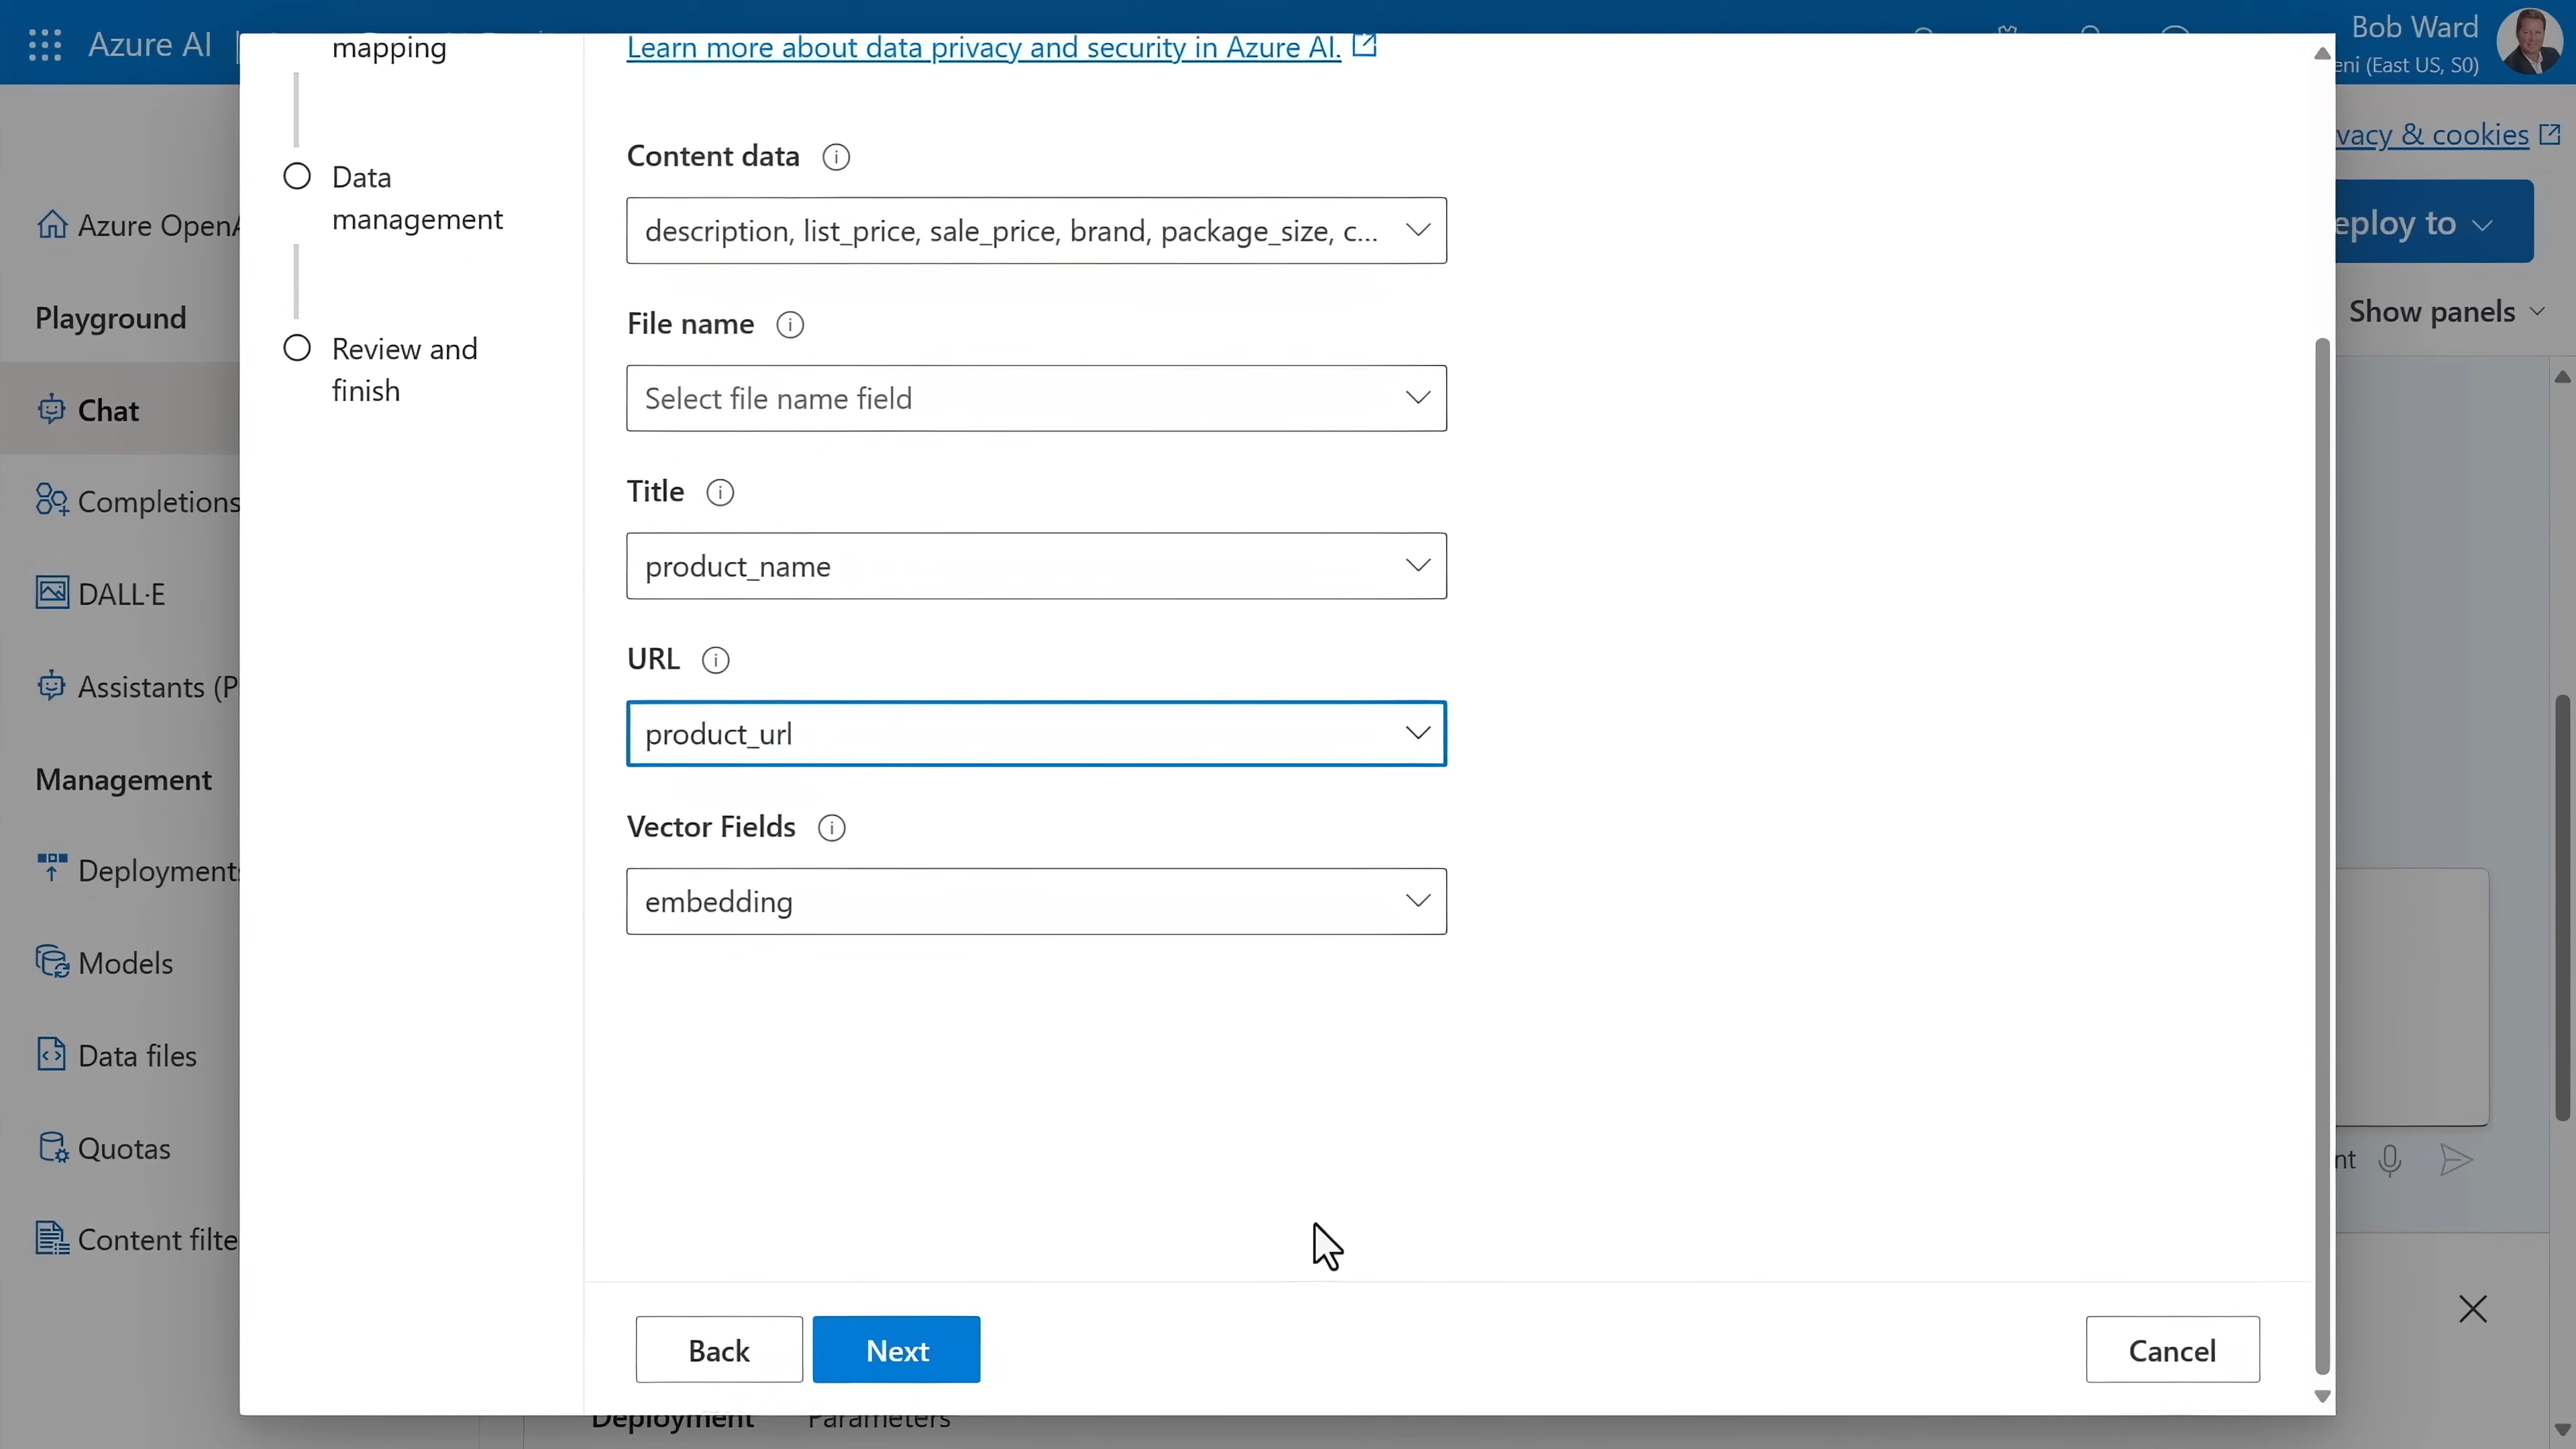 Azure AI
Bob Ward
eni (East US, S0)
mapping
Learn more about data privacy and security in Azure AI.
vacy & cookies
Content data
Data
management
description, list_price, sale_price, brand, package_size, c...
Azure OpenA
eploy to
Playground
File name
Show panels
Review and
finish
Select file name field
Chat
Title
Completions
product_name
DALL·E
URL
Assistants (P
product_url
Management
Vector Fields
Deployments
embedding
Models
Data files
Quotas
nt
Content filte
Back
Next
Cancel
Deployment
Parameters